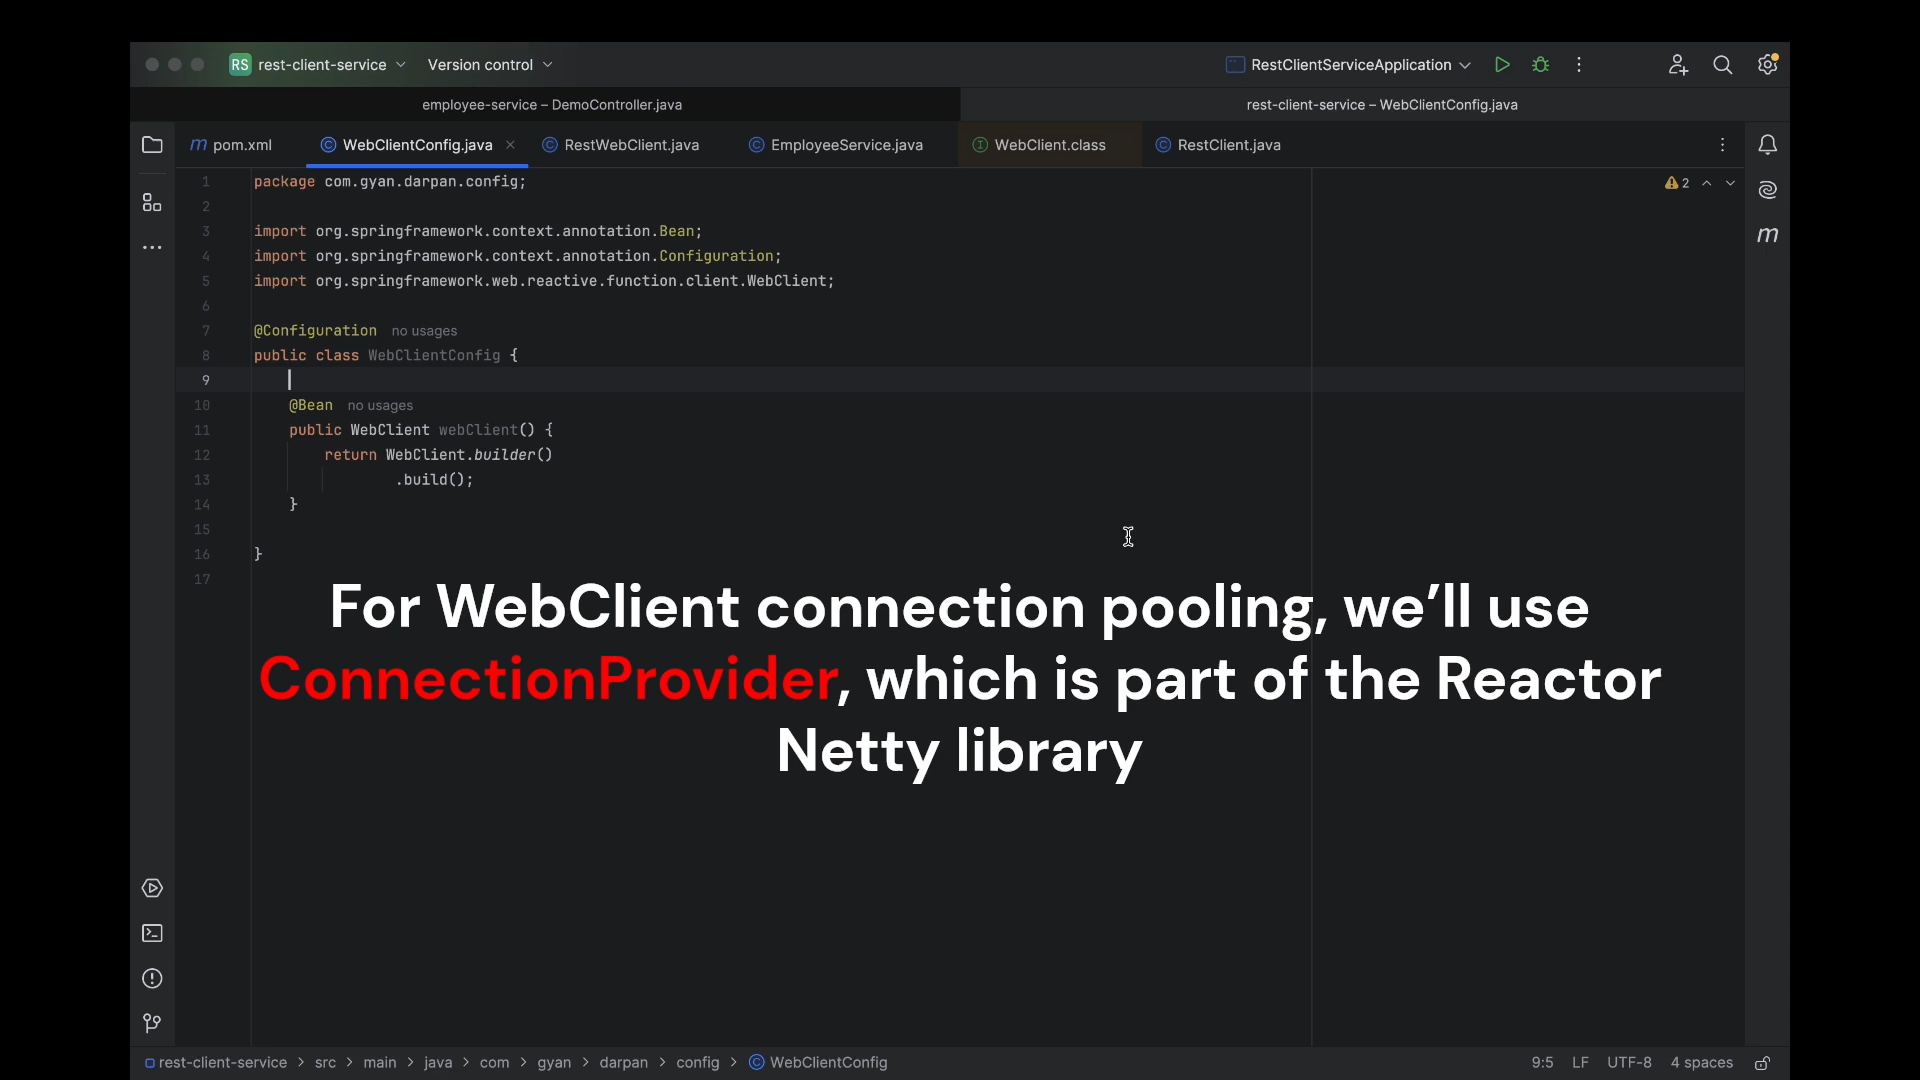 RS rest-client-service Version control RestClientServiceApplication
employee-service – DemoController.java rest-client-service – WebClientConfig.java
m pom.xml C WebClientConfig.java C RestWebClient.java C EmployeeService.java I WebClient.class C RestClient.java
1 package com.gyan.darpan.config; 2
2
3 import org.springframework.context.annotation.Bean;
4 import org.springframework.context.annotation.Configuration;
5 import org.springframework.web.reactive.function.client.WebClient;
6
7 @Configuration no usages
8 public class WebClientConfig {
9
10 @Bean no usages
11 public WebClient webClient() {
12 return WebClient.builder()
13 .build();
14 }
15
16 }
17
For WebClient connection pooling, we’ll use
ConnectionProvider, which is part of the Reactor
Netty library
rest-client-service > src > main > java > com > gyan > darpan > config > C WebClientConfig 9:5 LF UTF-8 4 spaces